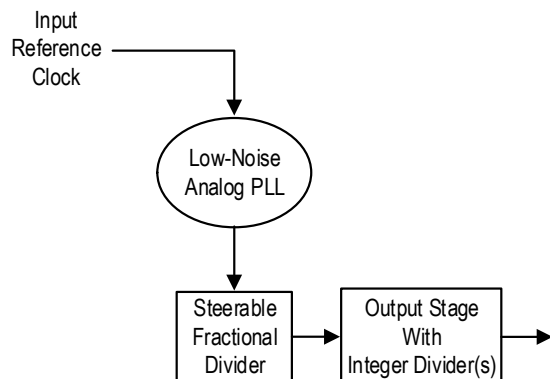 Input
Reference
Clock
Low-Noise
Analog PLL
Steerable
Fractional
Divider
Output Stage
With
Integer Divider(s)